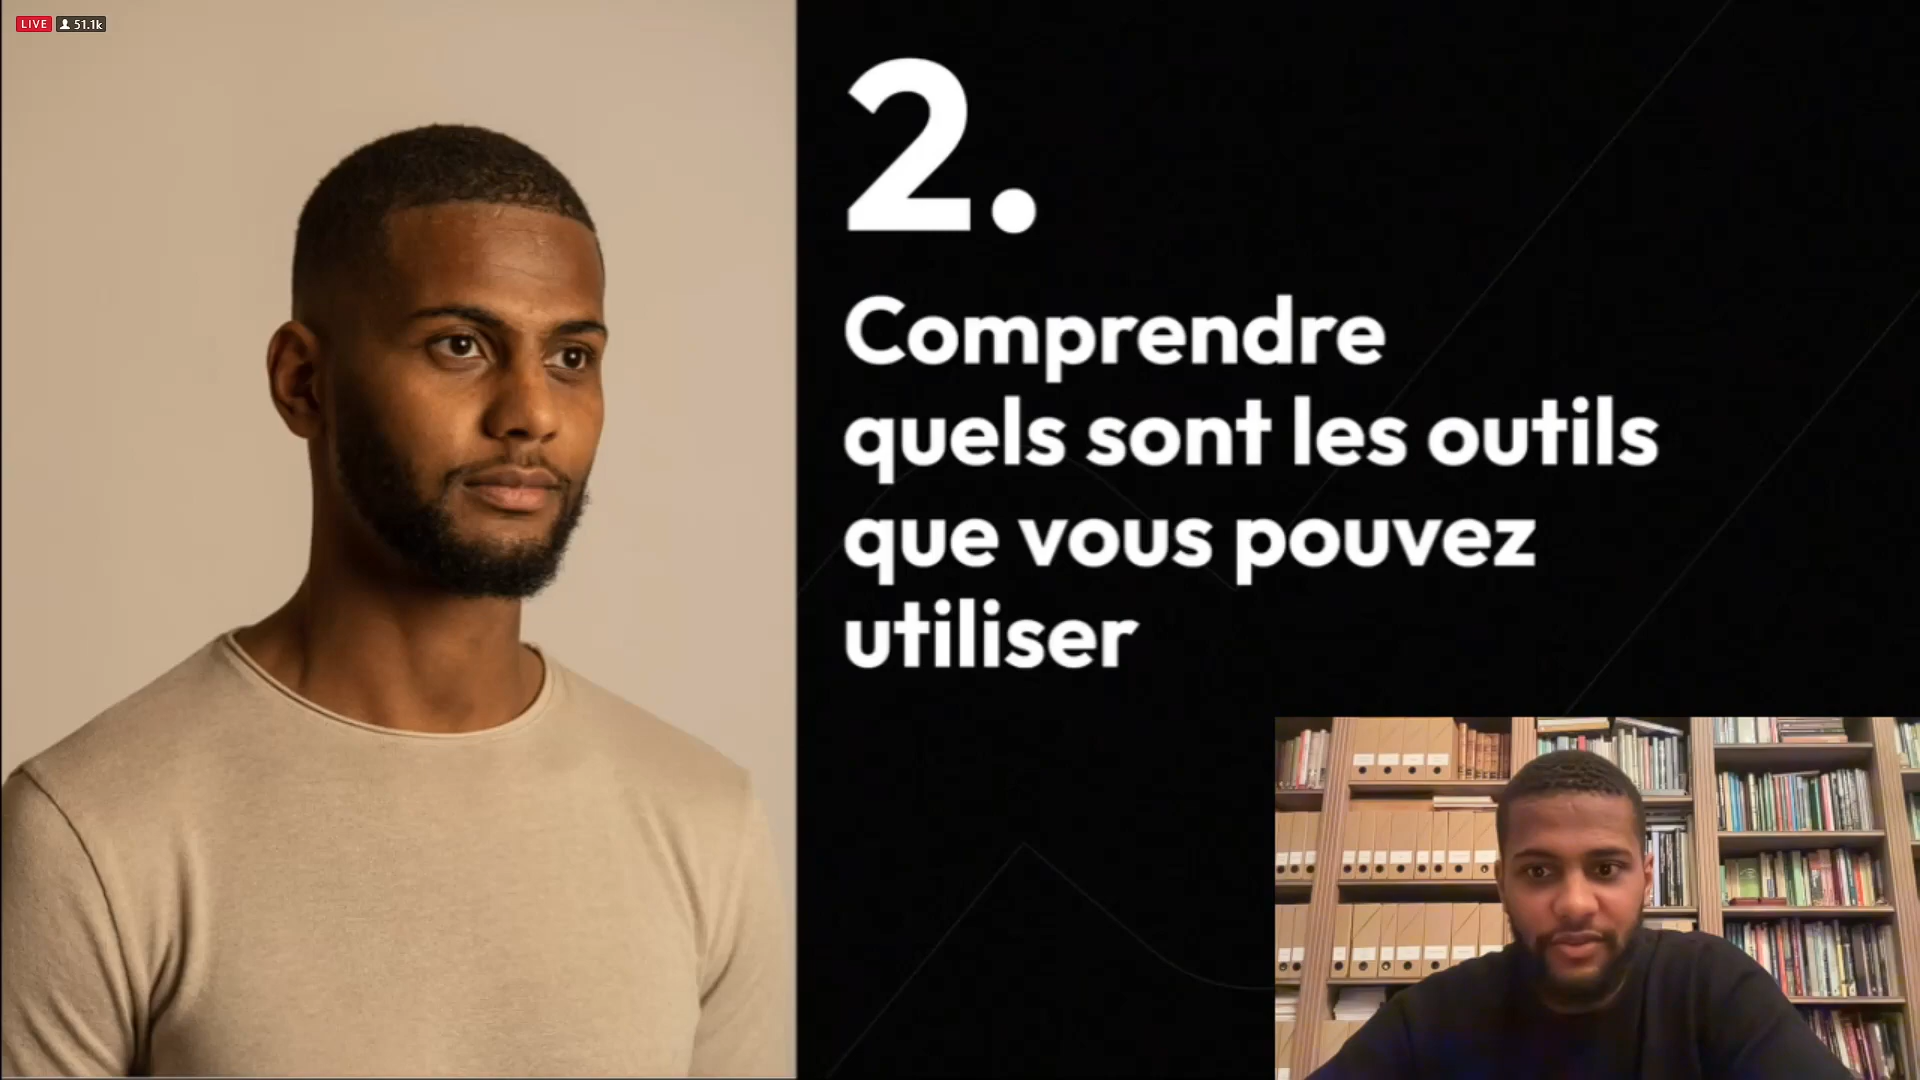 LIVE 51.1k
2.
Comprendre
quels sont les outils
que vous pouvez
utiliser